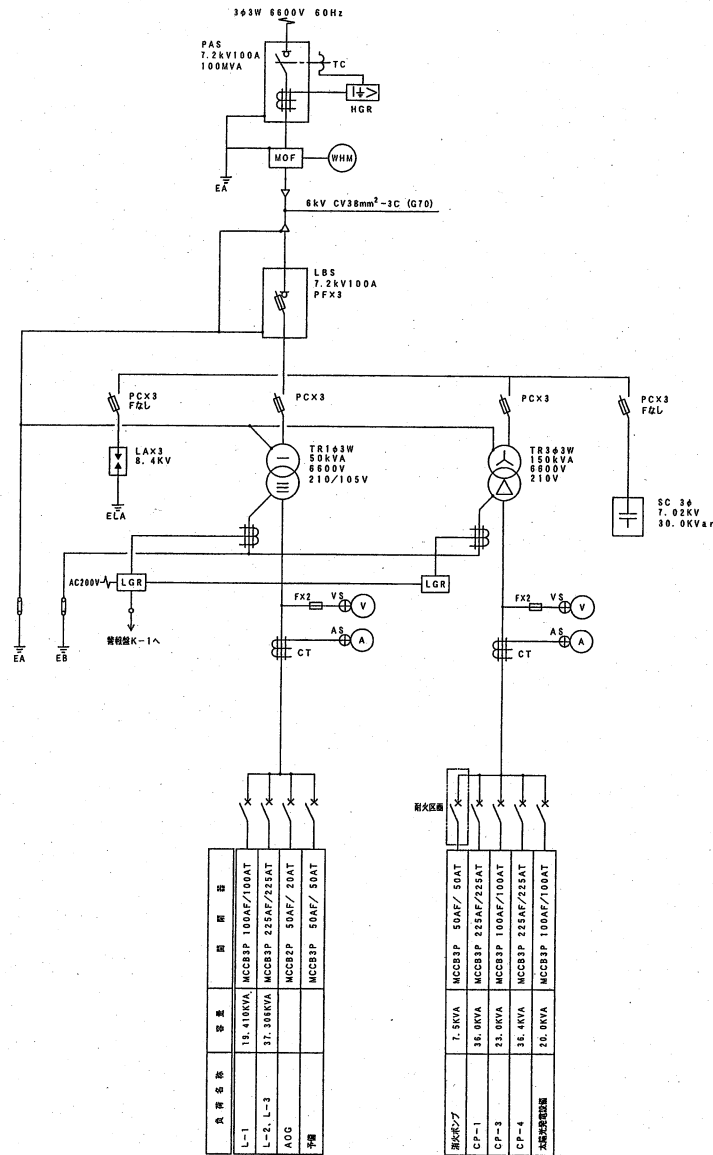 3φ3W 6600V 60Hz
PAS
7.2kV100A
100MVA
TC
I⏚>
HGR
MOF
WHM
EA
6kV CV38mm²-3C (G70)
LBS
7.2kV100A
PF×3
PC×3
Fなし
PC×3
PC×3
PC×3
Fなし
LA×3
8.4KV
ELA
TR1φ3W
50kVA
6600V
210/105V
TR3φ3W
150kVA
6600V
210V
SC 3φ
7.02KV
30.0KVar
AC200V
LGR
LGR
警報盤K-1へ
EA
EB
F×2
VS
V
AS
A
CT
F×2
VS
V
AS
A
CT
耐火区画
負荷名称 容量 開閉器
L-1 19.410KVA. MCCB3P 100AF/100AT
L-2、L-3 37.306KVA MCCB3P 225AF/225AT
AOG MCCB2P 50AF/ 20AT
予備 MCCB3P 50AF/ 50AT
消火ポンプ 7.5KVA MCCB3P 50AF/ 50AT
CP-1 36.0KVA MCCB3P 225AF/225AT
CP-3 23.0KVA MCCB3P 100AF/100AT
CP-4 36.4KVA MCCB3P 225AF/225AT
太陽光発電設備 20.0KVA MCCB3P 100AF/100AT